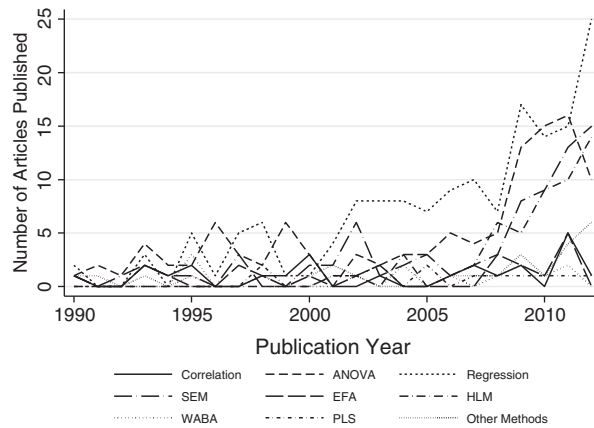 Number of Articles Published
25
20
15
10
5
0
1990 1995 2000 2005 2010
Publication Year
Correlation ANOVA Regression
SEM EFA HLM
WABA PLS Other Methods